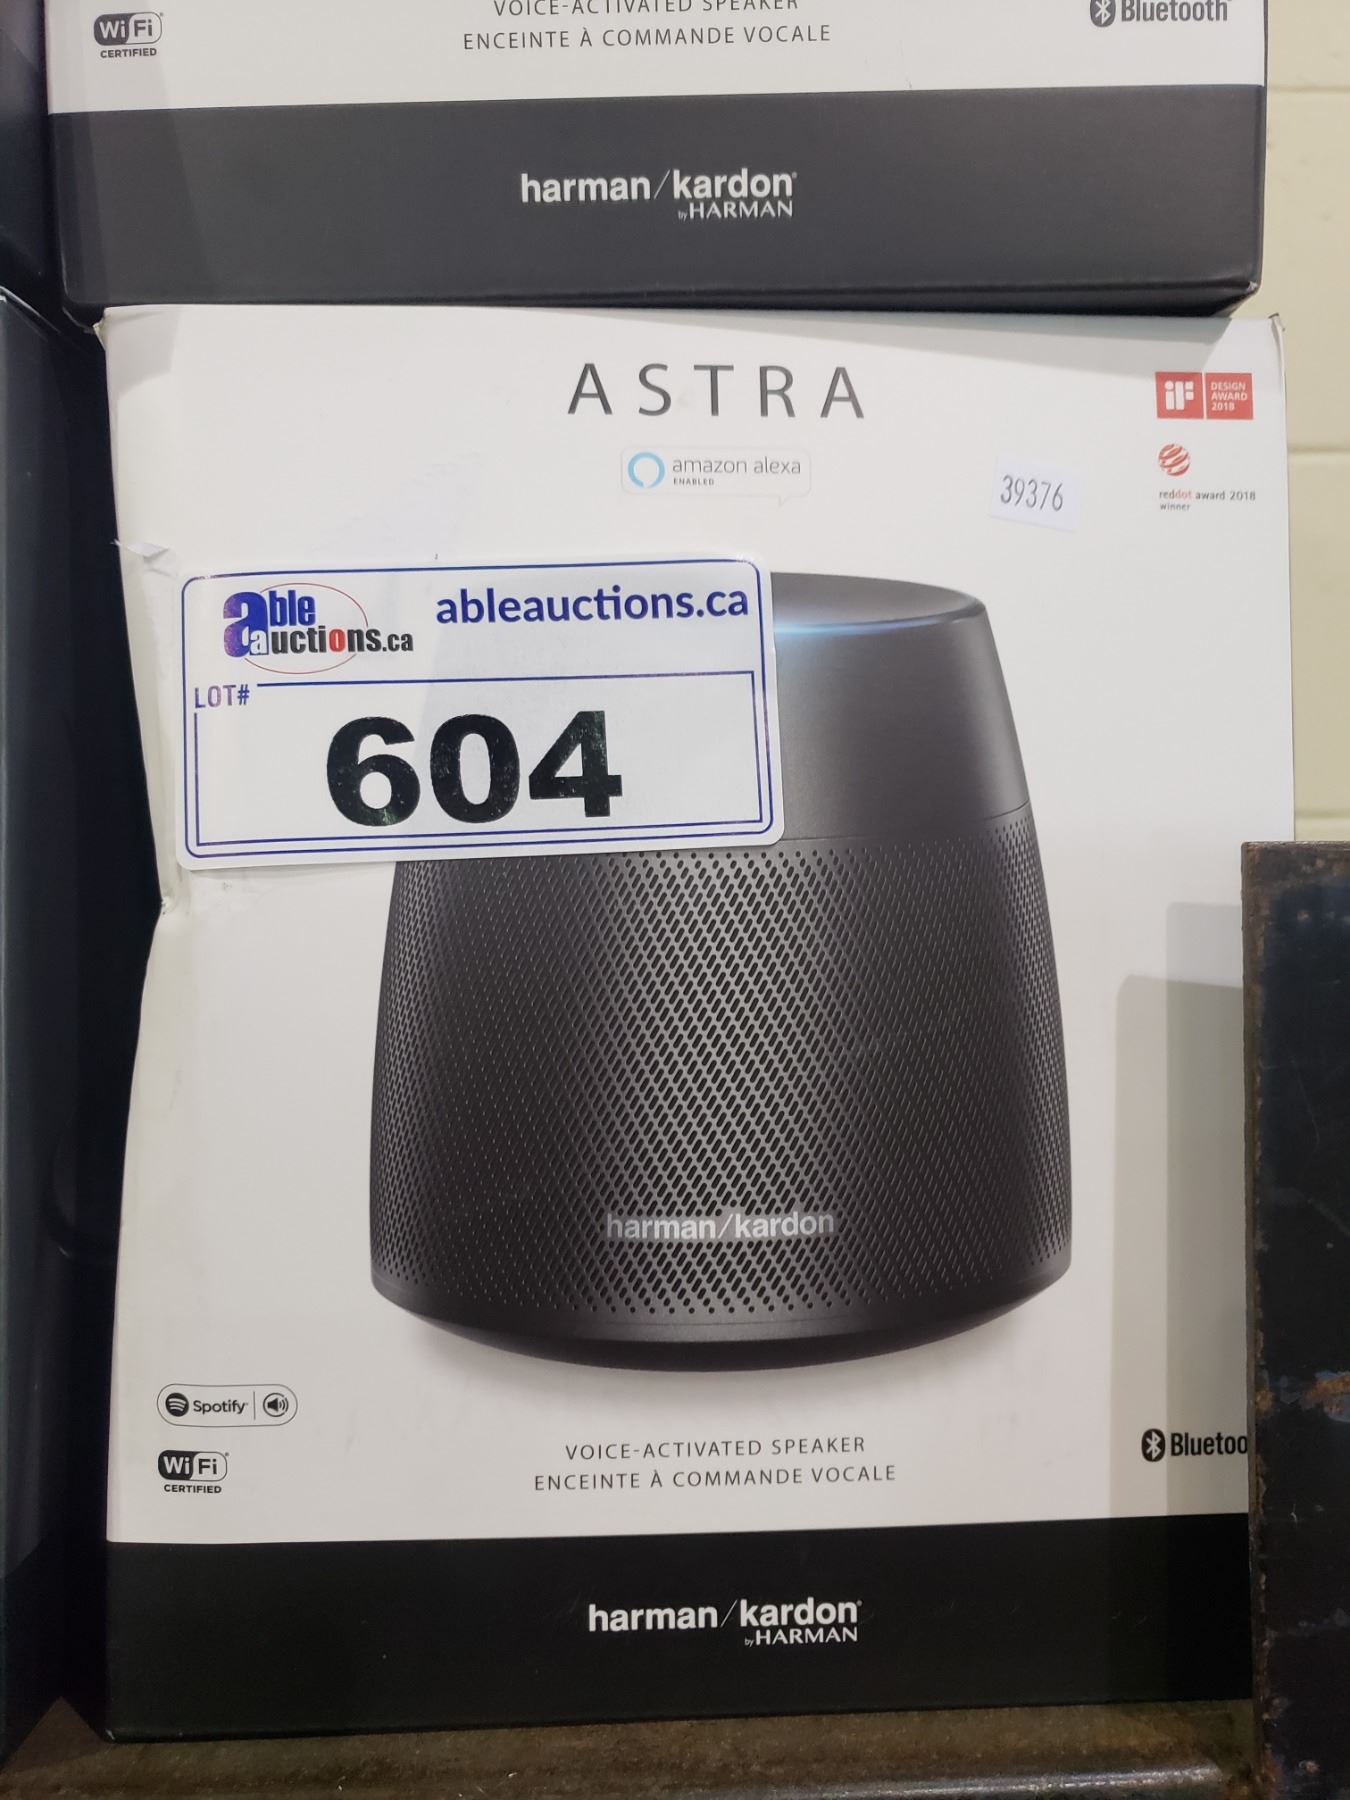 VOICE-ACTIVATED SPEAKER
ENCEINTE À COMMANDE VOCALE
Wi Fi
CERTIFIED
Bluetooth
harman/kardon
by HARMAN
ASTRA
amazon alexa
ENABLED
39376
iF
DESIGN
AWARD
2018
reddot award 2018
winner
able
auctions.ca
ableauctions.ca
LOT#
604
harman/kardon
Spotify
Wi Fi
CERTIFIED
VOICE-ACTIVATED SPEAKER
ENCEINTE À COMMANDE VOCALE
Bluetoo
harman/kardon
by HARMAN